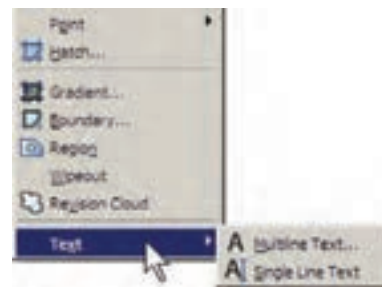 Point
Hatch...
Gradient...
Boundary...
Region
Wipeout
Revision Cloud
Text
A Multiline Text...
A Single Line Text